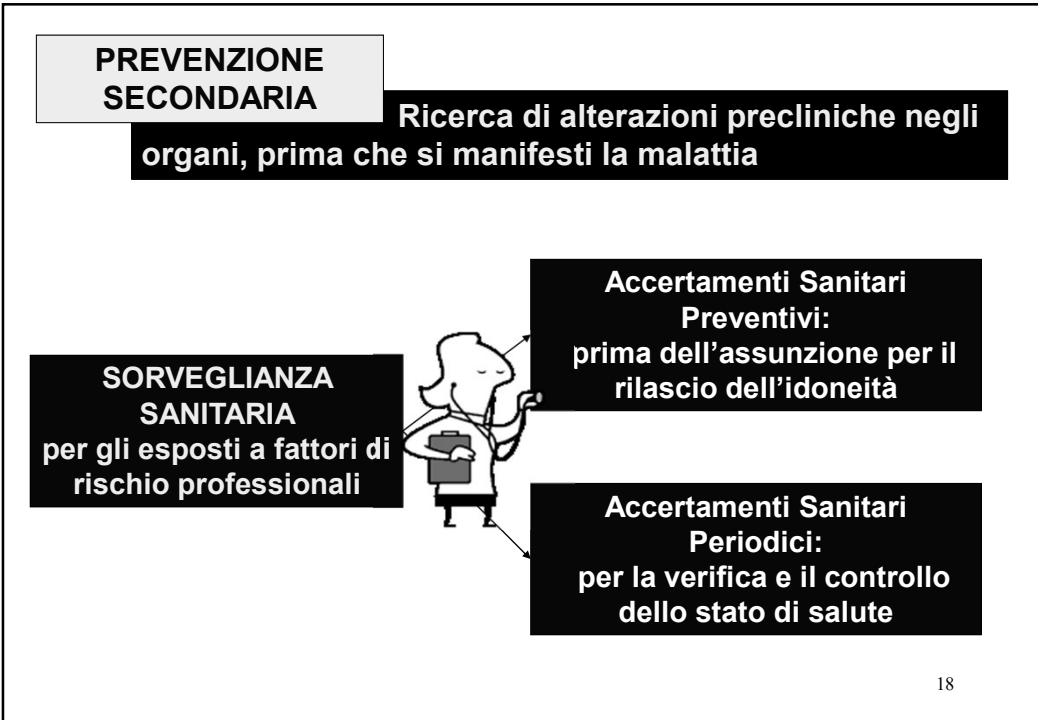 PREVENZIONE
SECONDARIA
Ricerca di alterazioni precliniche negli
organi, prima che si manifesti la malattia
SORVEGLIANZA
SANITARIA
per gli esposti a fattori di
rischio professionali
Accertamenti Sanitari
Preventivi:
prima dell’assunzione per il
rilascio dell’idoneità
Accertamenti Sanitari
Periodici:
per la verifica e il controllo
dello stato di salute
18